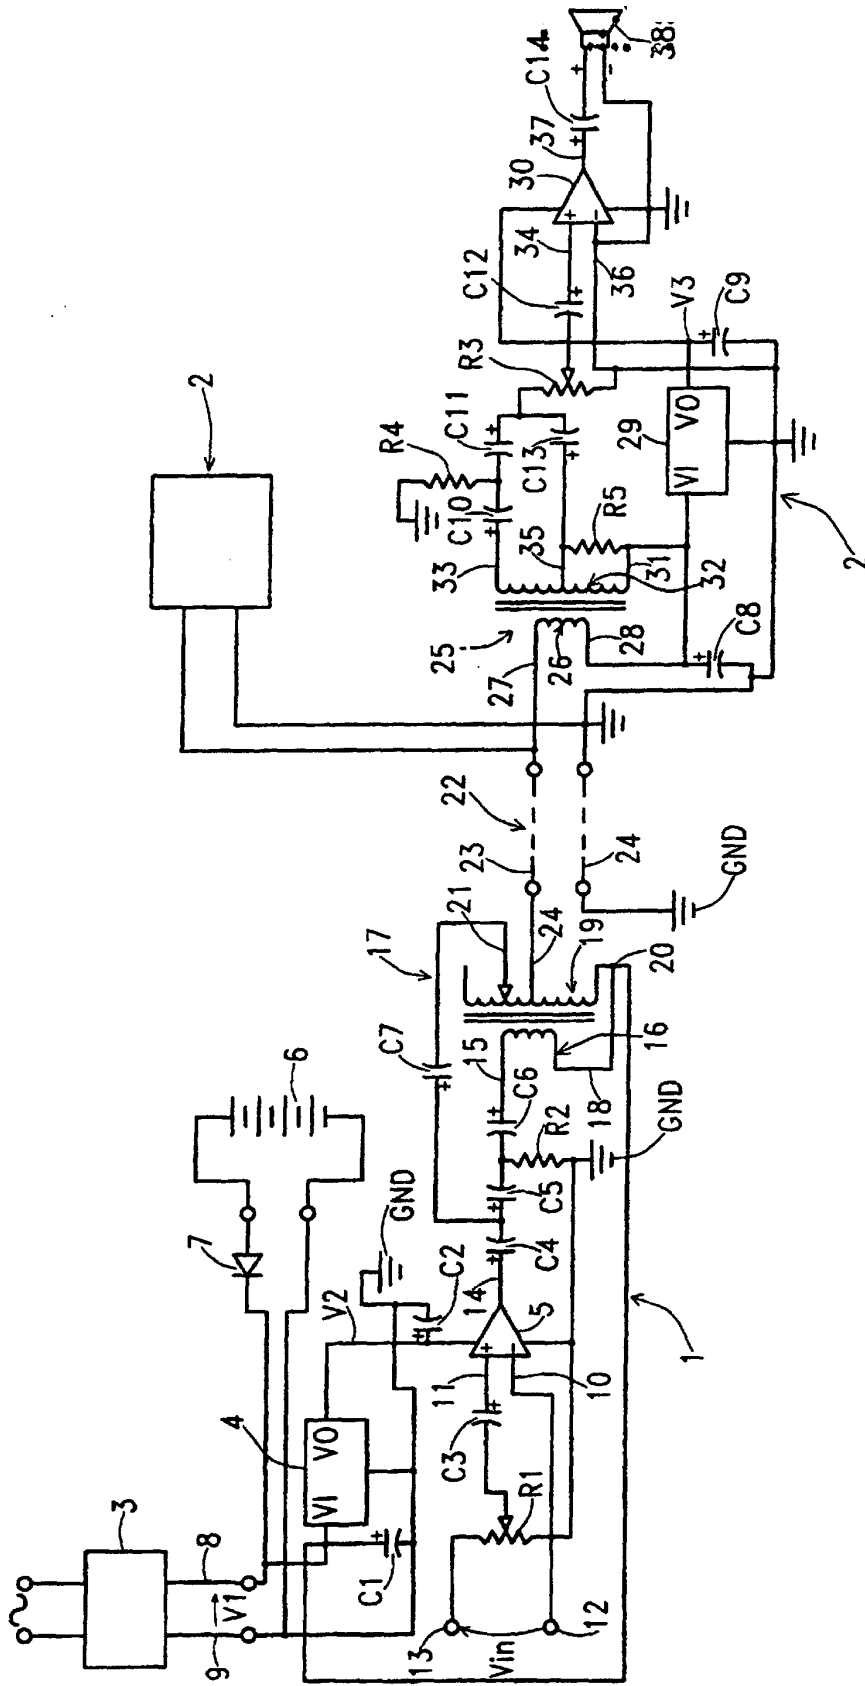 3
8
V1
9
4
VI
VO
C1
V2
7
6
GND
C2
13
Vin
12
R1
C3
11
10
+
−
5
14
C4
C5
R2
GND
C6
15
C7
17
16
18
19
20
21
24
1
23
22
24
GND
2
25
26
27
28
33
35
31
32
C10
R4
C11
C13
R5
R3
C8
VI
VO
29
V3
C9
2
C12
34
36
30
+
−
37
C14
+
−
38